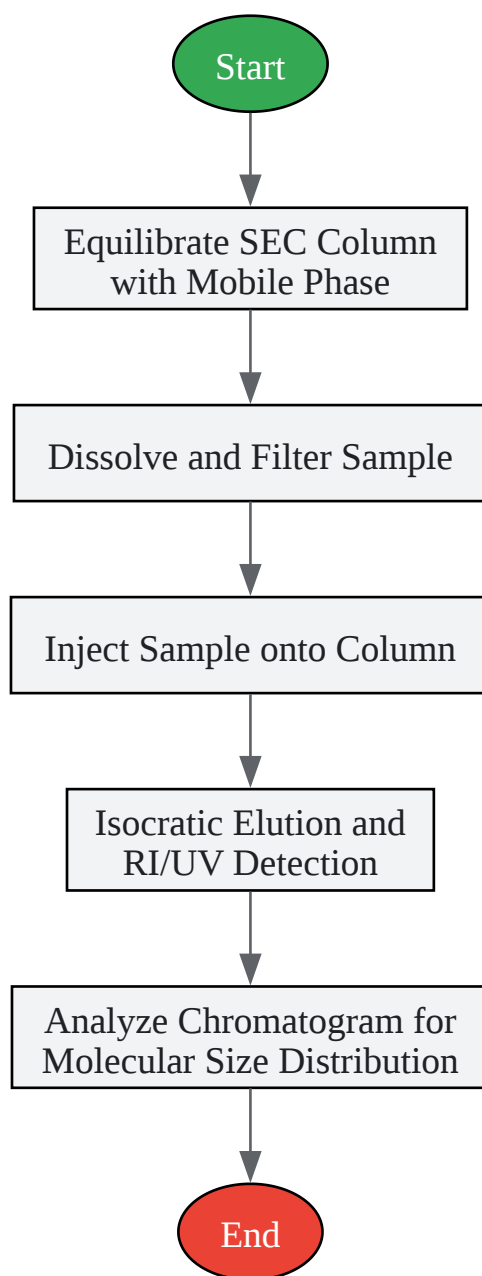 Start
Equilibrate SEC Column
with Mobile Phase
Dissolve and Filter Sample
Inject Sample onto Column
Isocratic Elution and
RI/UV Detection
Analyze Chromatogram for
Molecular Size Distribution
End